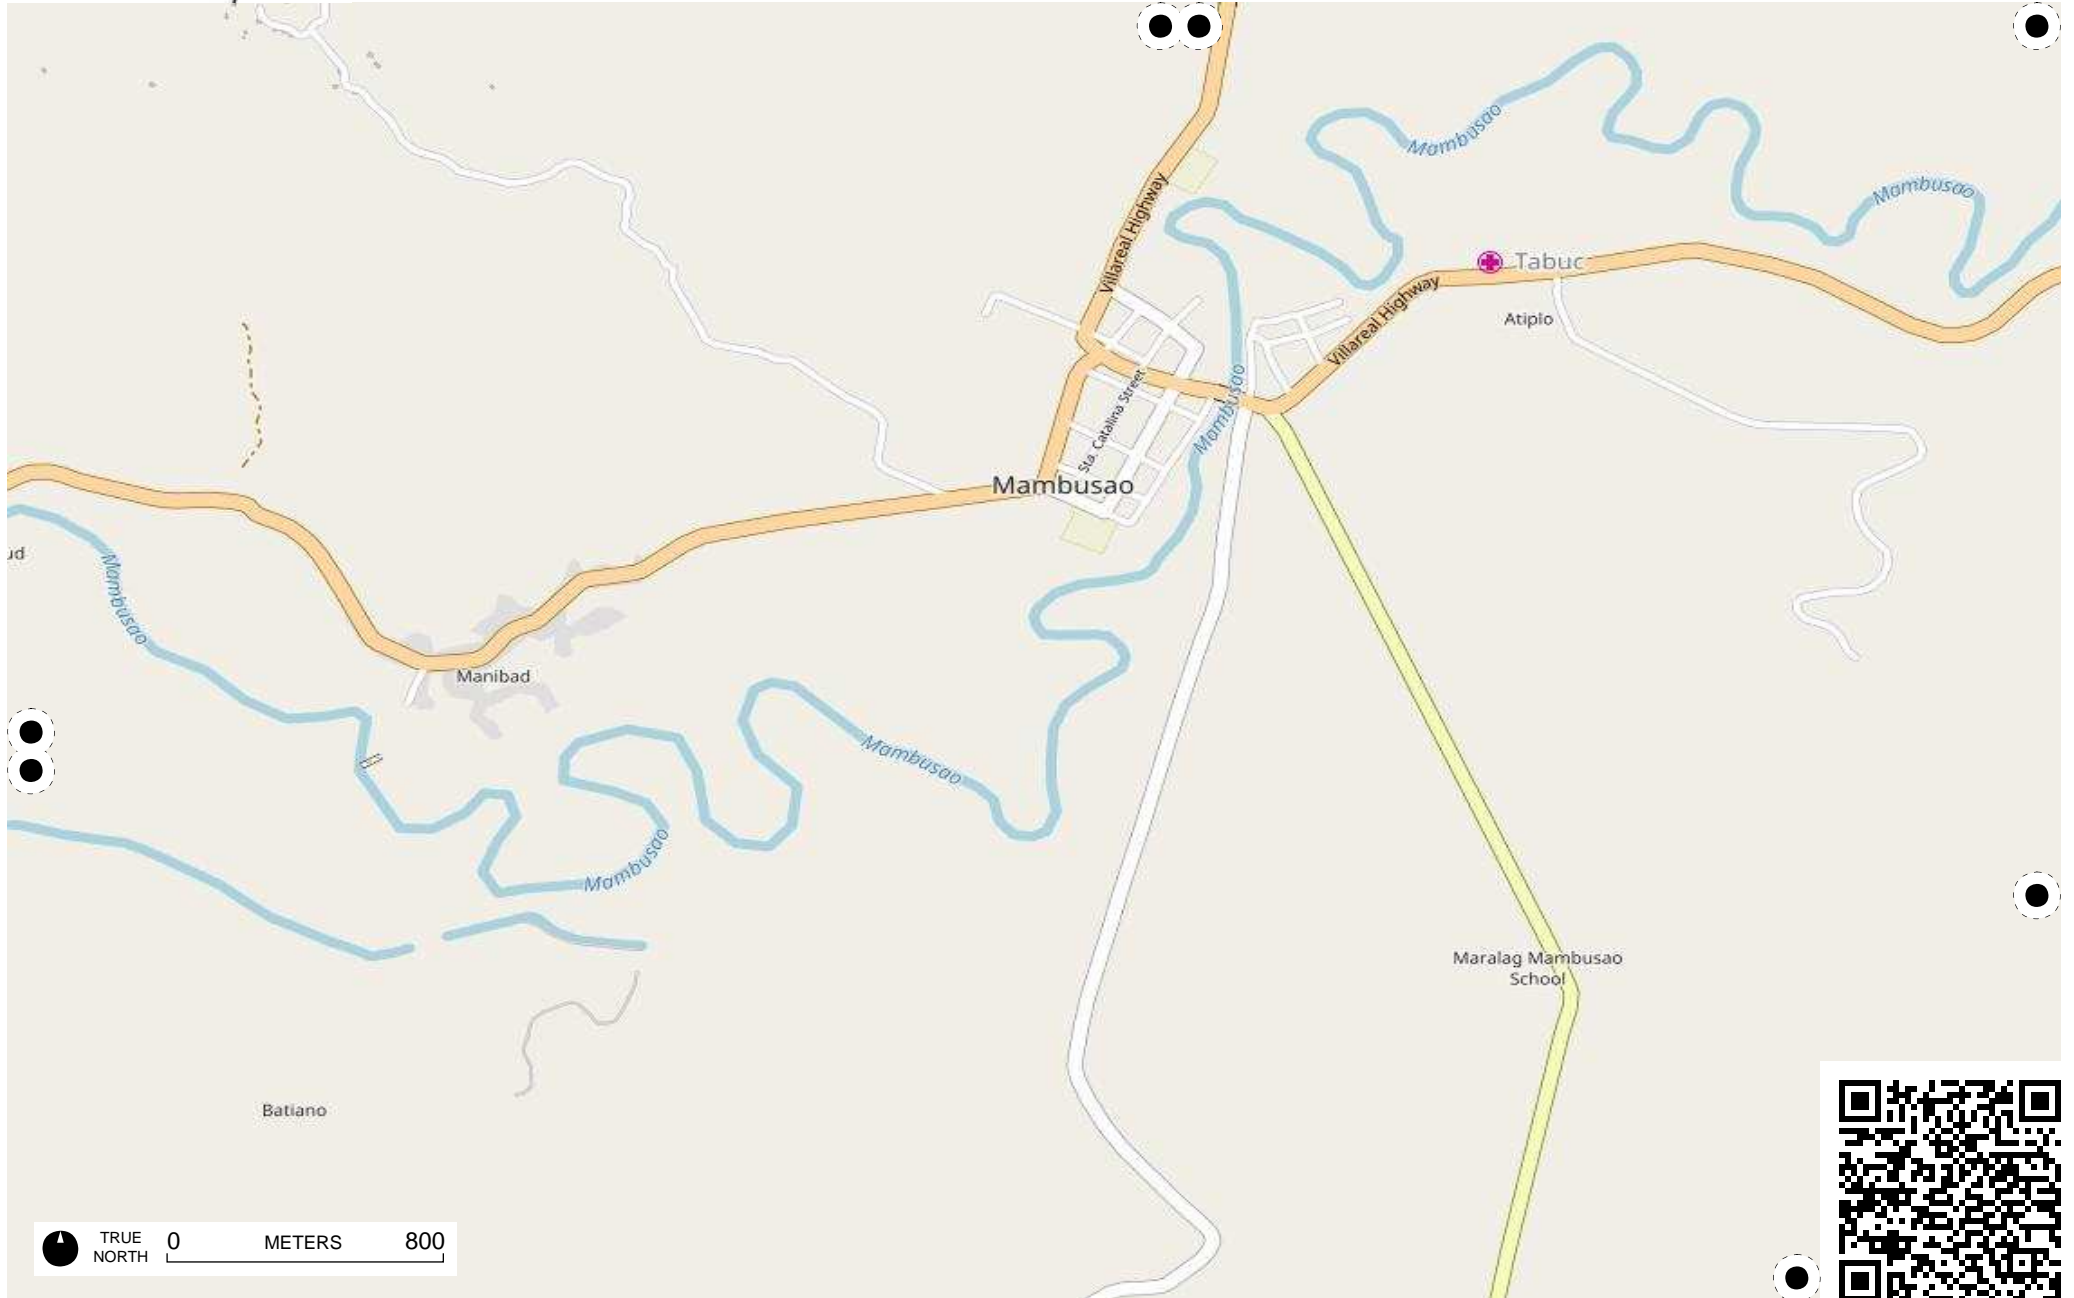 Mambusao
Mambusao
Villareal Highway
Tabuc
Villareal Highway
Atiplo
Mambusao
Sta. Catalina Street
Mambusao
ud
Mambusao
Manibad
Mambusao
Mambusao
Maralag Mambusao
School
Batiano
TRUE
NORTH
0 METERS 800